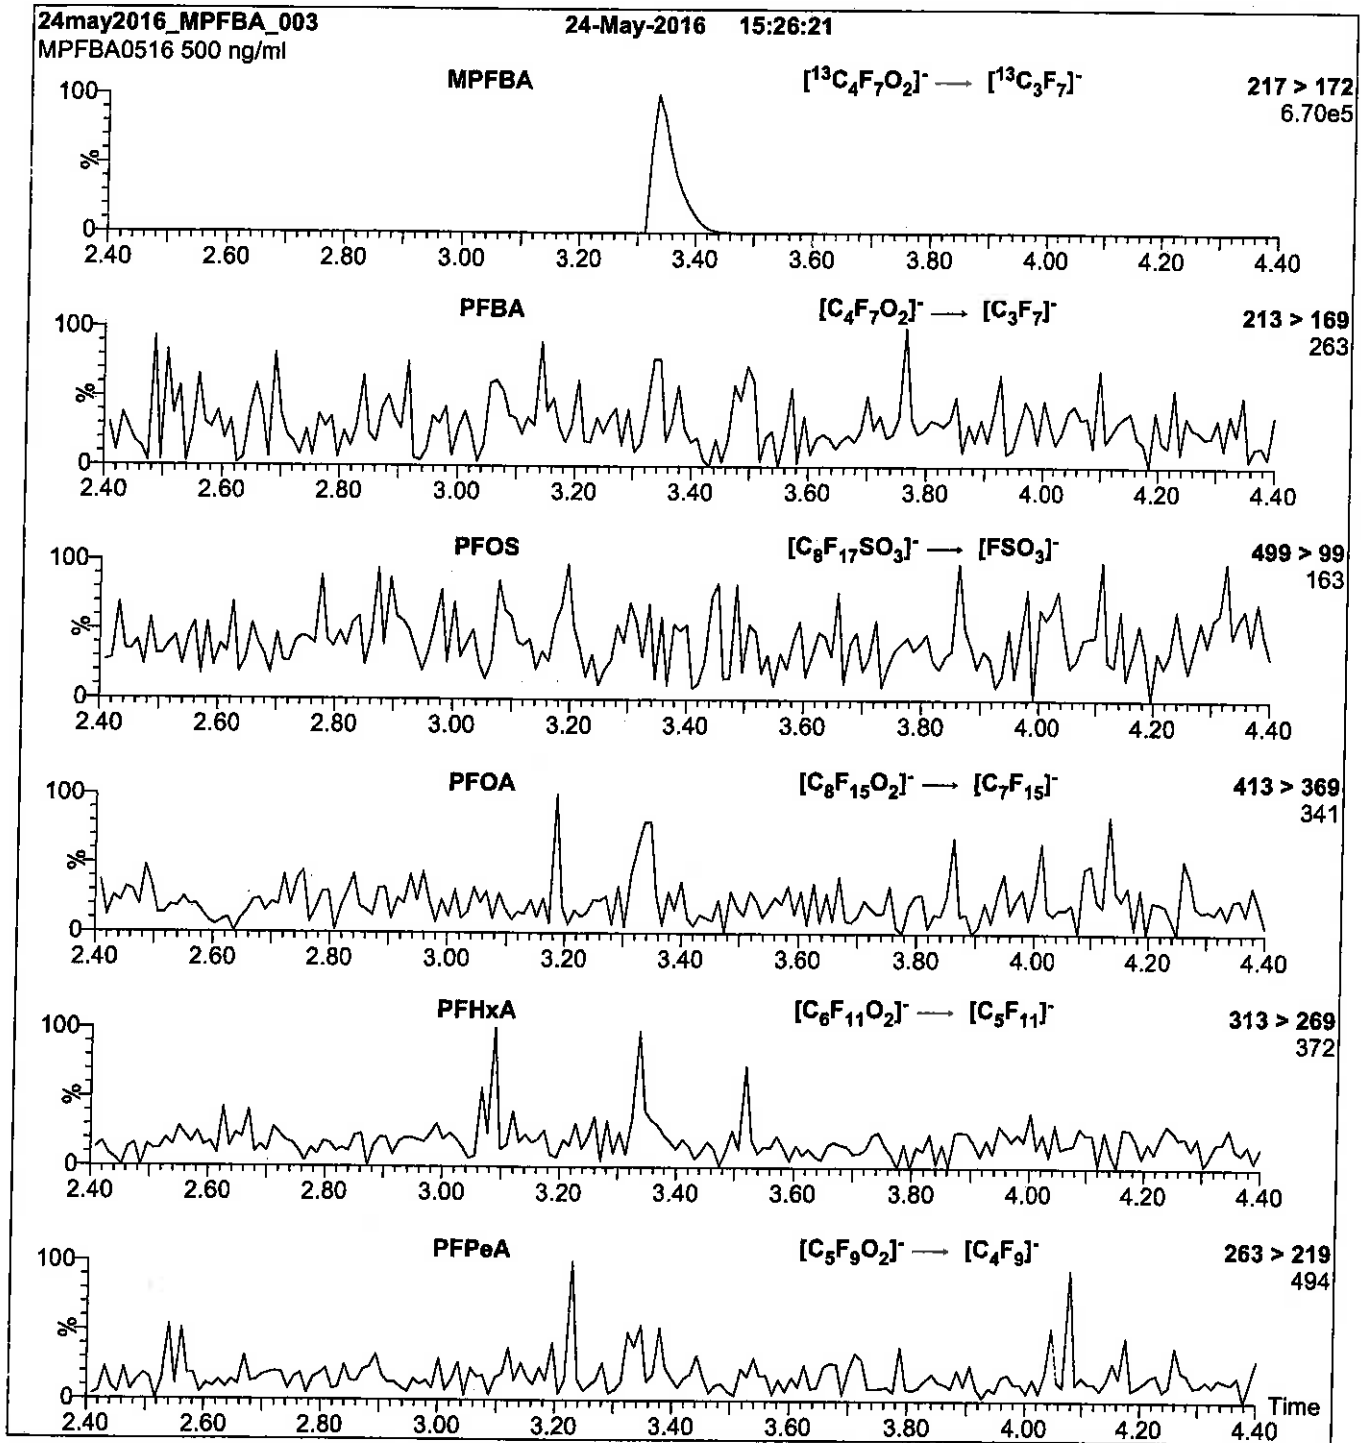 24may2016_MPFBA_003 24-May-2016 15:26:21
MPFBA0516 500 ng/ml
MPFBA [¹³C₄F₇O₂]⁻ → [¹³C₃F₇]⁻ 217 > 172
6.70e5
100
%
0
2.40 2.60 2.80 3.00 3.20 3.40 3.60 3.80 4.00 4.20 4.40
PFBA [C₄F₇O₂]⁻ → [C₃F₇]⁻ 213 > 169
263
100
%
0
2.40 2.60 2.80 3.00 3.20 3.40 3.60 3.80 4.00 4.20 4.40
PFOS [C₈F₁₇SO₃]⁻ → [FSO₃]⁻ 499 > 99
163
100
%
0
2.40 2.60 2.80 3.00 3.20 3.40 3.60 3.80 4.00 4.20 4.40
PFOA [C₈F₁₅O₂]⁻ → [C₇F₁₅]⁻ 413 > 369
341
100
%
0
2.40 2.60 2.80 3.00 3.20 3.40 3.60 3.80 4.00 4.20 4.40
PFHxA [C₆F₁₁O₂]⁻ → [C₅F₁₁]⁻ 313 > 269
372
100
%
0
2.40 2.60 2.80 3.00 3.20 3.40 3.60 3.80 4.00 4.20 4.40
PFPeA [C₅F₉O₂]⁻ → [C₄F₉]⁻ 263 > 219
494
100
%
0
Time
2.40 2.60 2.80 3.00 3.20 3.40 3.60 3.80 4.00 4.20 4.40